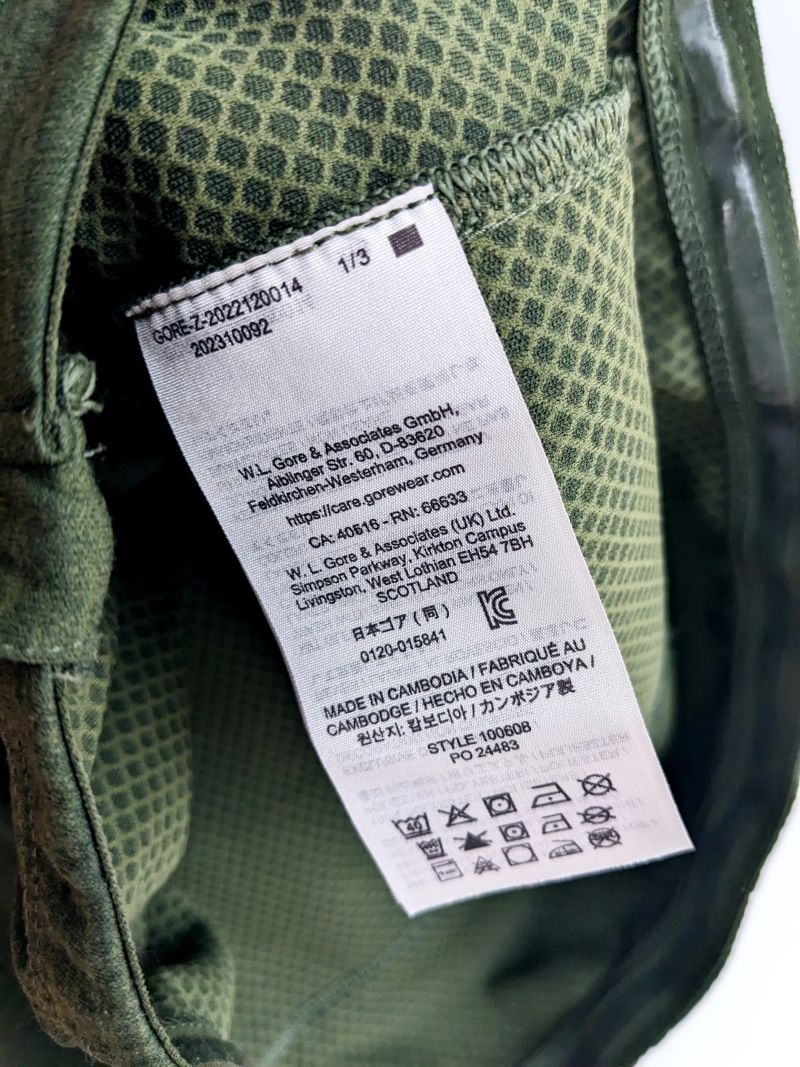 GORE-Z-2022120014 1/3
202310092
W. L. Gore & Associates GmbH,
Aiblinger Str. 60, D-83620
Feldkirchen-Westerham, Germany
https://care.gorewear.com
CA: 40516 - RN: 66633
W. L. Gore & Associates (UK) Ltd.
Simpson Parkway, Kirkton Campus
Livingston, West Lothian EH54 7BH
SCOTLAND
日本ゴア (同)
0120-015841
MADE IN CAMBODIA / FABRIQUÉ AU
CAMBODGE / HECHO EN CAMBOYA /
원산지: 캄보디아 / カンボジア製
STYLE 100608
PO 24483
40